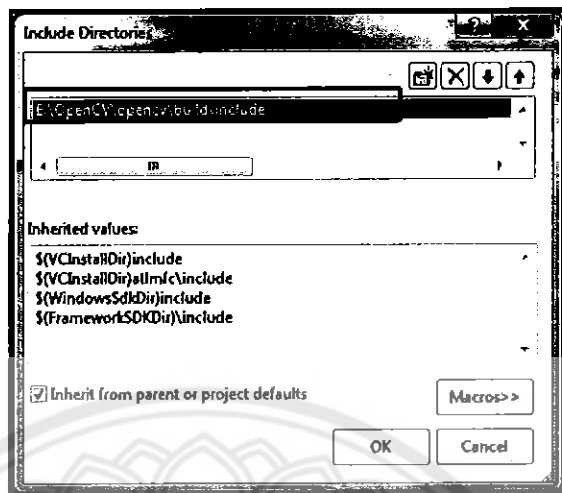 Include Directories
E:\OpenCV\opencv\build\include
Inherited values:
$(VCInstallDir)include
$(VCInstallDir)atlmfc\include
$(WindowsSdkDir)include
$(FrameworkSDKDir)\include
Inherit from parent or project defaults
Macros>>
OK
Cancel